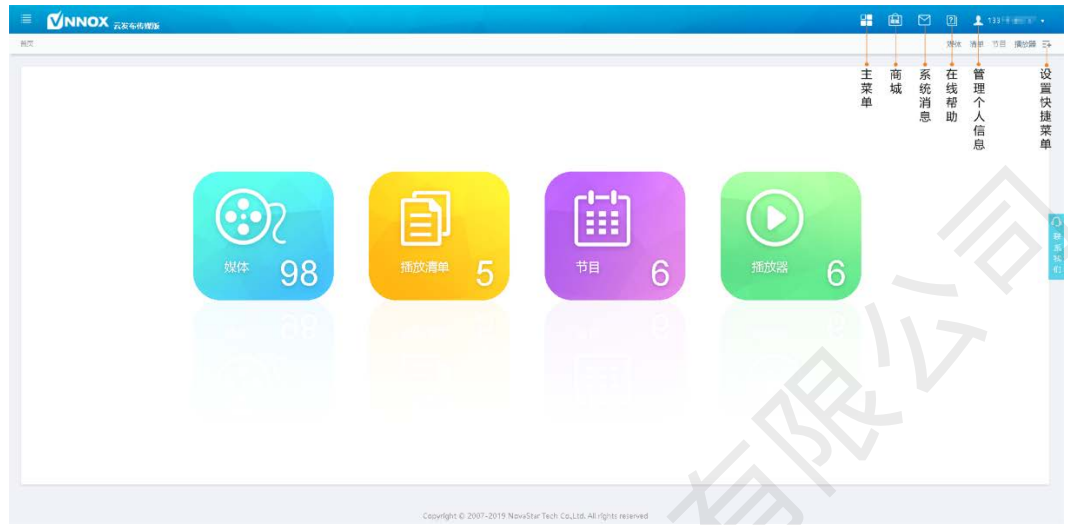 VNNOX 云发布传媒版
首页
媒体 清单 节目 播放器
主菜单
商城
系统消息
在线帮助
管理个人信息
设置快捷菜单
媒体 98
播放清单 5
节目 6
播放器 6
联系我们
Copyright © 2007-2019 NovaStar Tech Co.,Ltd. All rights reserved
有限公司